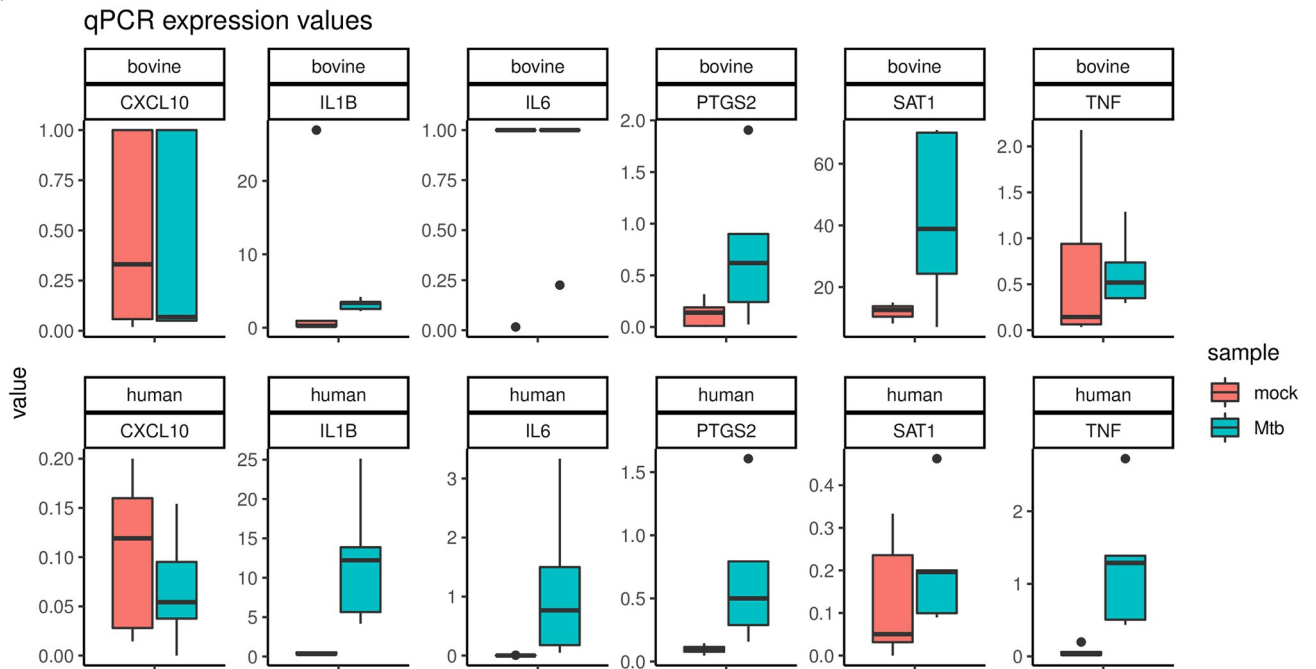 qPCR expression values
bovine bovine bovine bovine bovine bovine
CXCL10 IL1B IL6 PTGS2 SAT1 TNF
1.00 0.75 0.50 0.25 0.00
20 10 0
1.00 0.75 0.50 0.25 0.00
2.0 1.5 1.0 0.5 0.0
60 40 20
2.0 1.5 1.0 0.5 0.0
value
human human human human human human
CXCL10 IL1B IL6 PTGS2 SAT1 TNF
0.20 0.15 0.10 0.05 0.00
25 20 15 10 5 0
3 2 1 0
1.5 1.0 0.5 0.0
0.4 0.3 0.2 0.1 0.0
2 1 0
sample
mock
Mtb